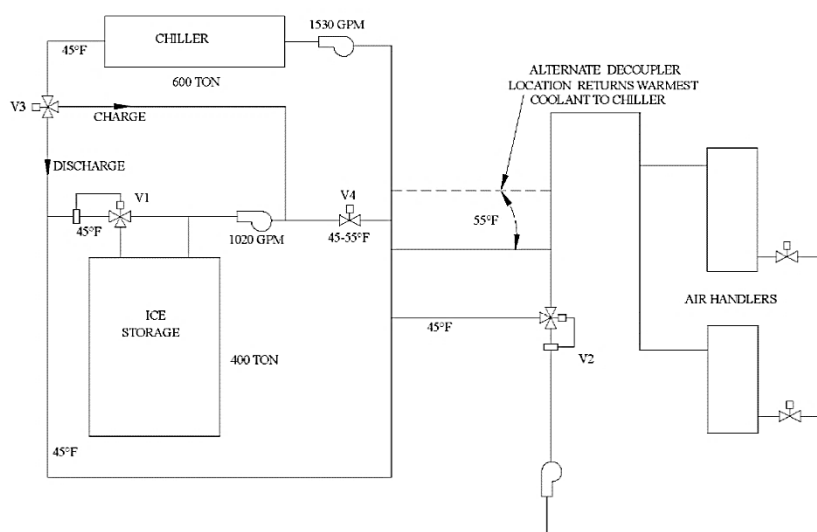 1530 GPM
CHILLER
45°F
600 TON
V3
CHARGE
DISCHARGE
V1
45°F
1020 GPM
V4
45-55°F
ICE
STORAGE
400 TON
45°F
ALTERNATE DECOUPLER
LOCATION RETURNS WARMEST
COOLANT TO CHILLER
55°F
45°F
V2
AIR HANDLERS